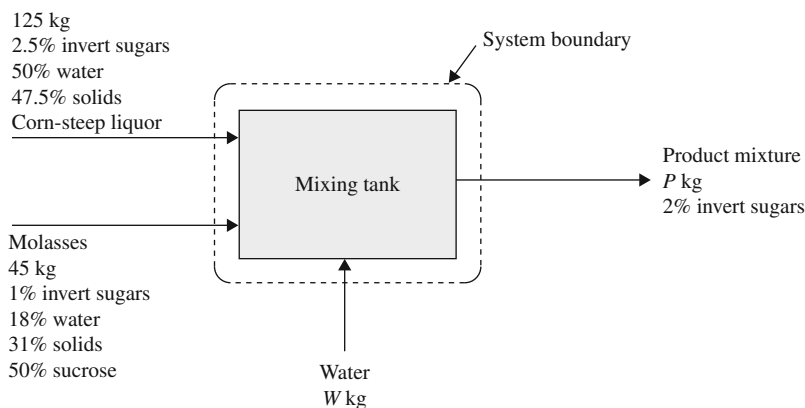 125 kg
2.5% invert sugars
50% water
47.5% solids
Corn-steep liquor
System boundary
Mixing tank
Product mixture
P kg
2% invert sugars
Molasses
45 kg
1% invert sugars
18% water
31% solids
50% sucrose
Water
W kg